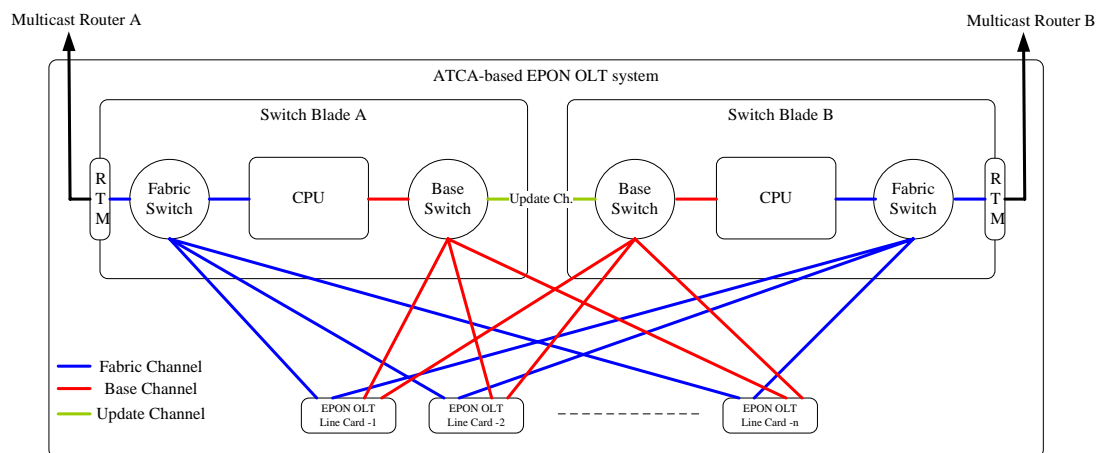 Multicast Router A
Multicast Router B
ATCA-based EPON OLT system
Switch Blade A
Switch Blade B
R
T
M
Fabric
Switch
CPU
Base
Switch
Update Ch.
Base
Switch
CPU
Fabric
Switch
R
T
M
Fabric Channel
Base Channel
Update Channel
EPON OLT
Line Card -1
EPON OLT
Line Card -2
EPON OLT
Line Card -n